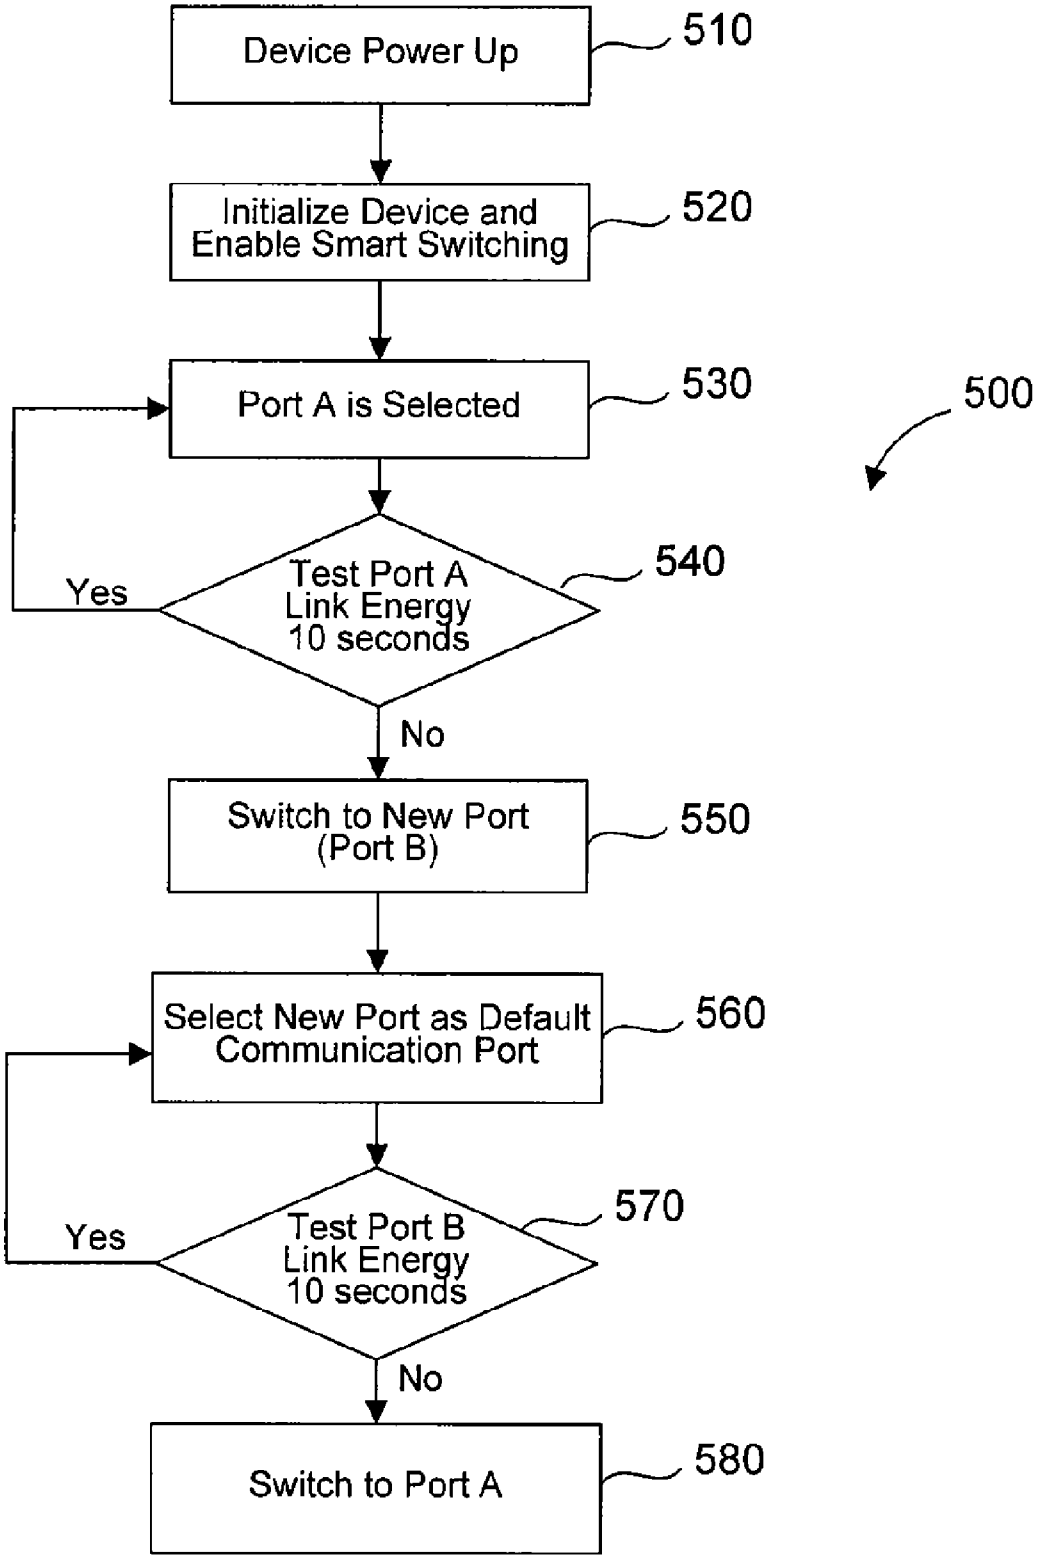 Device Power Up
510
Initialize Device and
Enable Smart Switching
520
Port A is Selected
530
500
Test Port A
Link Energy
10 seconds
540
Yes
No
Switch to New Port
(Port B)
550
Select New Port as Default
Communication Port
560
Test Port B
Link Energy
10 seconds
570
Yes
No
Switch to Port A
580